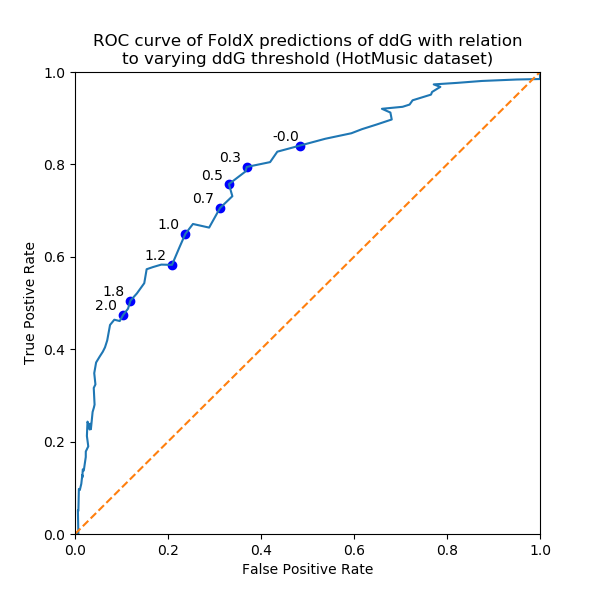 ROC curve of FoldX predictions of ddG with relation
to varying ddG threshold (HotMusic dataset)
1.0
0.8
0.6
0.4
0.2
0.0
True Postive Rate
-0.0
0.3
0.5
0.7
1.0
1.2
1.8
2.0
0.0 0.2 0.4 0.6 0.8 1.0
False Positive Rate